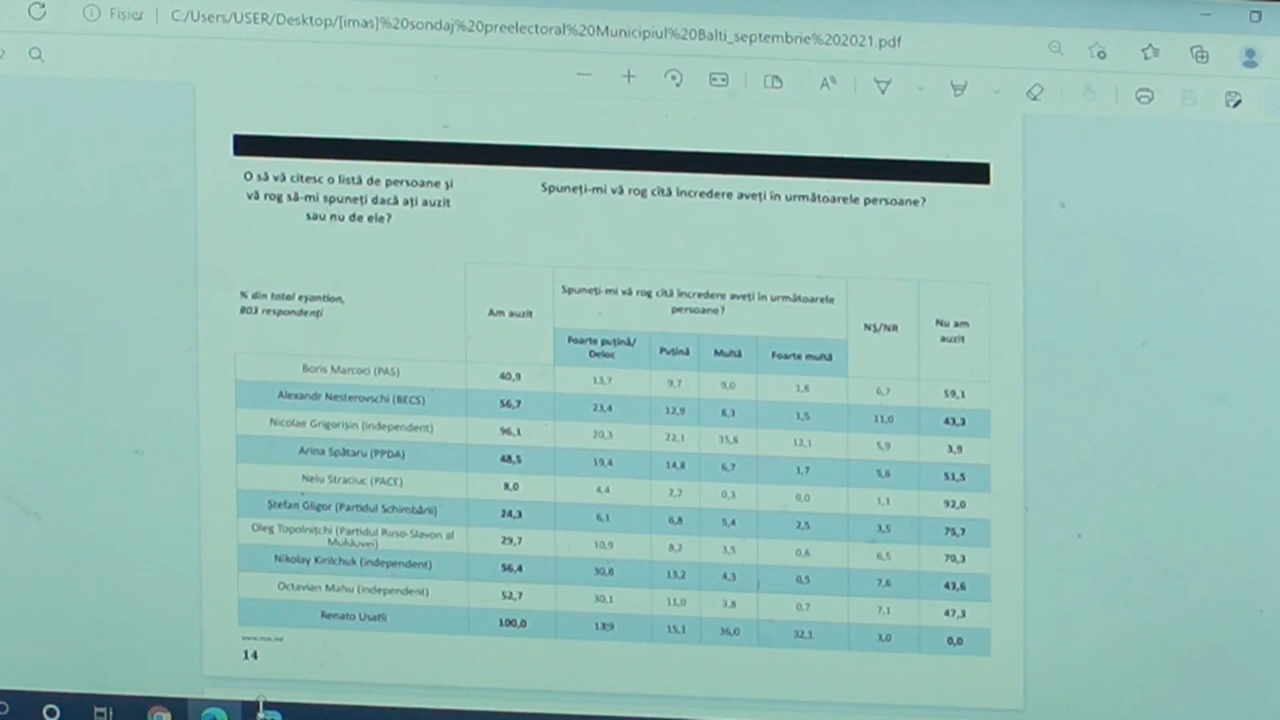 Fișier | C:/Users/USER/Desktop/[imas]%20sondaj%20preelectoral%20Municipiul%20Balti_septembrie%202021.pdf
O să vă citesc o listă de persoane și
vă rog să-mi spuneți dacă ați auzit
sau nu de ele?
Spuneți-mi vă rog cîtă încredere aveți în următoarele persoane?
% din total eșantion,
803 respondenți
Am auzit
Spuneți-mi vă rog cîtă încredere aveți în următoarele
persoane?
NȘ/NR
Nu am
auzit
Foarte puțină/
Deloc
Puțină
Multă
Foarte multă
Boris Marcoci (PAS) 40,9 13,7 9,7 9,0 1,6 6,7 59,1
Alexandr Nesterovschi (BECS) 56,7 23,4 12,9 8,3 1,5 11,0 43,3
Nicolae Grigorișin (independent) 96,1 20,3 22,1 35,8 12,1 5,9 3,9
Arina Spătaru (PPDA) 48,5 19,4 14,8 6,7 1,7 5,6 51,5
Nelu Straciuc (PACE) 8,0 4,4 2,2 0,3 0,0 1,1 92,0
Ștefan Gligor (Partidul Schimbării) 24,3 6,1 6,8 5,4 2,5 3,5 75,7
Oleg Topolnițchi (Partidul Ruso-Slavon al
Moldovei) 29,7 10,9 8,2 3,5 0,6 6,5 70,3
Nikolay Kirilchuk (independent) 56,4 30,8 13,2 4,3 0,5 7,6 43,6
Octavian Mahu (independent) 52,7 30,1 11,0 3,8 0,7 7,1 47,3
Renato Usatîi 100,0 13,9 15,1 36,0 32,1 3,0 0,0
www.imas.md
14